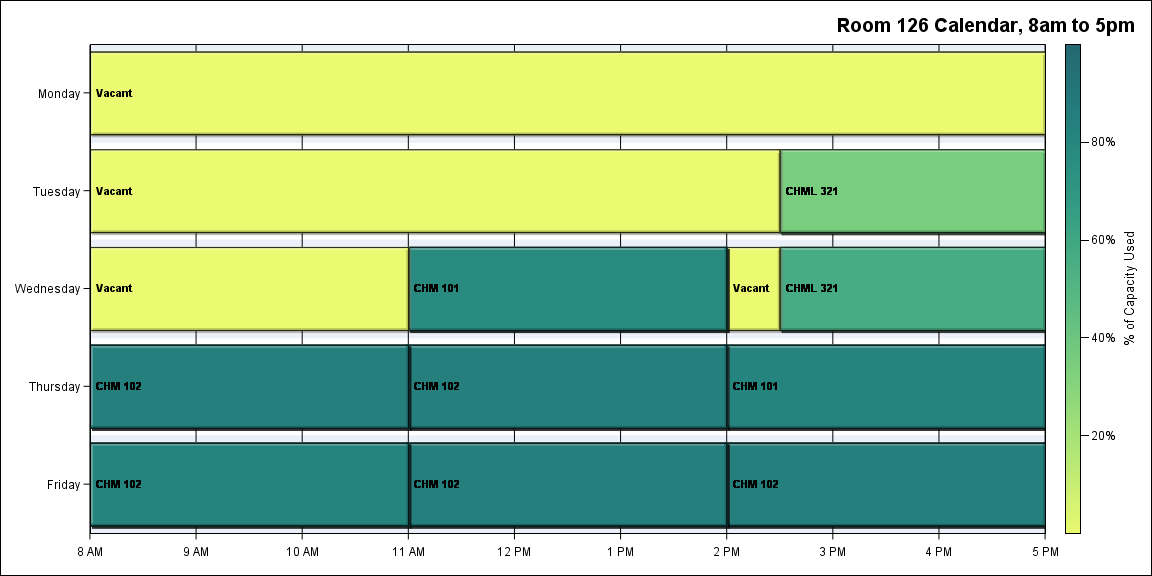 Room 126 Calendar, 8am to 5pm
Monday
Vacant
Tuesday
Vacant
CHML 321
Wednesday
Vacant
CHM 101
Vacant
CHML 321
Thursday
CHM 102
CHM 102
CHM 101
Friday
CHM 102
CHM 102
CHM 102
8 AM
9 AM
10 AM
11 AM
12 PM
1 PM
2 PM
3 PM
4 PM
5 PM
80%
60%
40%
20%
% of Capacity Used